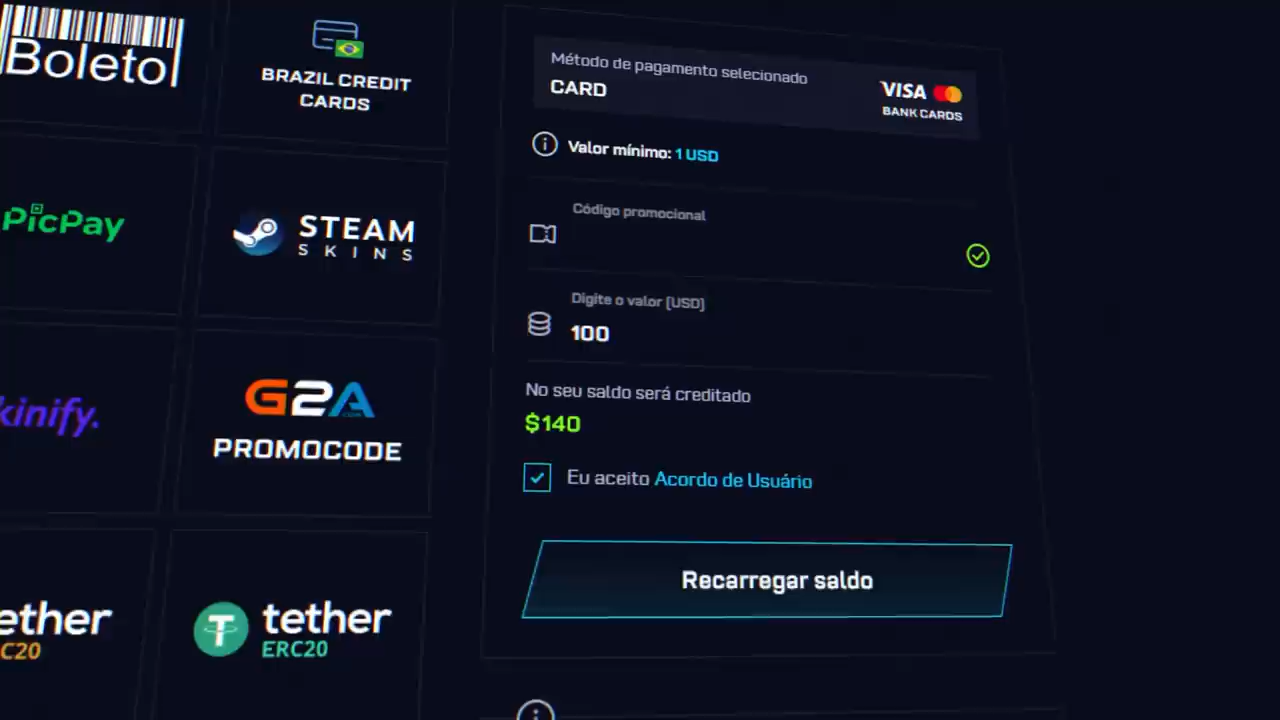 Boleto
BRAZIL CREDIT
CARDS
PicPay
STEAM
SKINS
kinify.
G2A
PROMOCODE
ether
C20
tether
ERC20
Método de pagamento selecionado
CARD
VISA
BANK CARDS
Valor mínimo: 1 USD
Código promocional
Digite o valor (USD)
100
No seu saldo será creditado
$140
Eu aceito Acordo de Usuário
Recarregar saldo